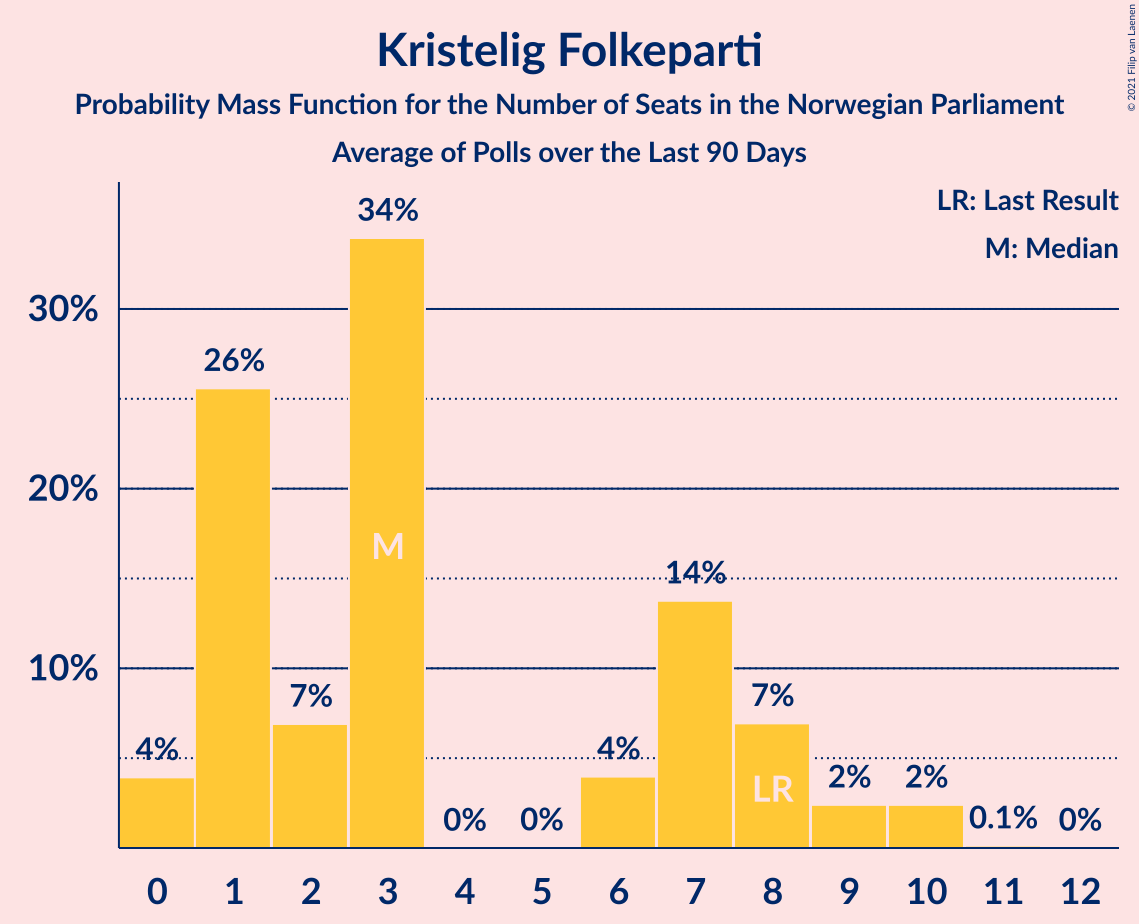 Kristelig Folkeparti
Probability Mass Function for the Number of Seats in the Norwegian Parliament
Average of Polls over the Last 90 Days
© 2021 Filip van Laenen
LR: Last Result
M: Median
30%
20%
10%
4%
26%
7%
34%
0%
0%
4%
14%
7%
2%
2%
0.1%
0%
M
LR
0 1 2 3 4 5 6 7 8 9 10 11 12